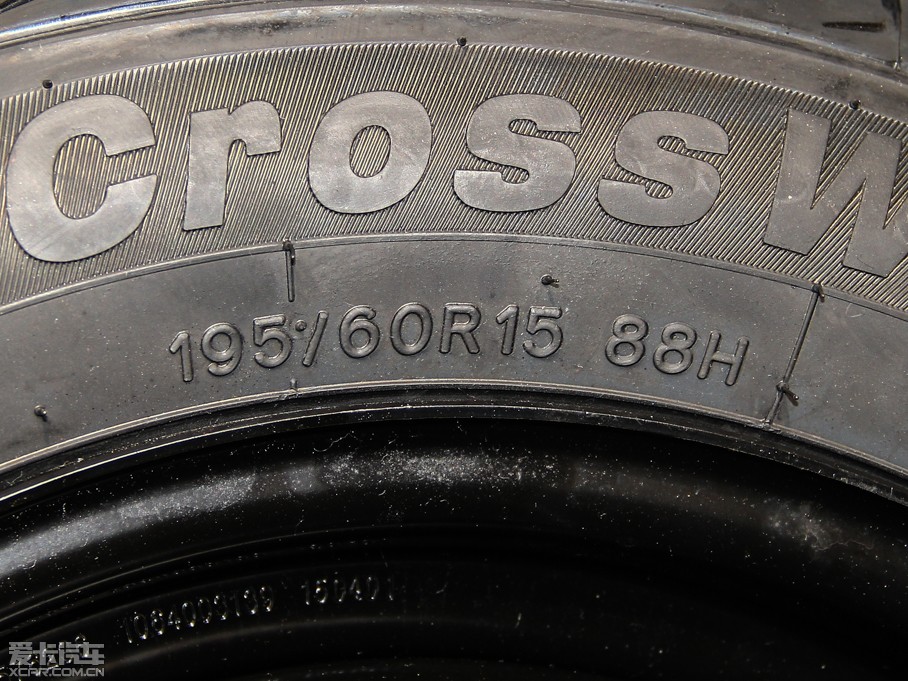 crossw
195/60R15 88H
爱卡汽车
XCAR.COM.CN